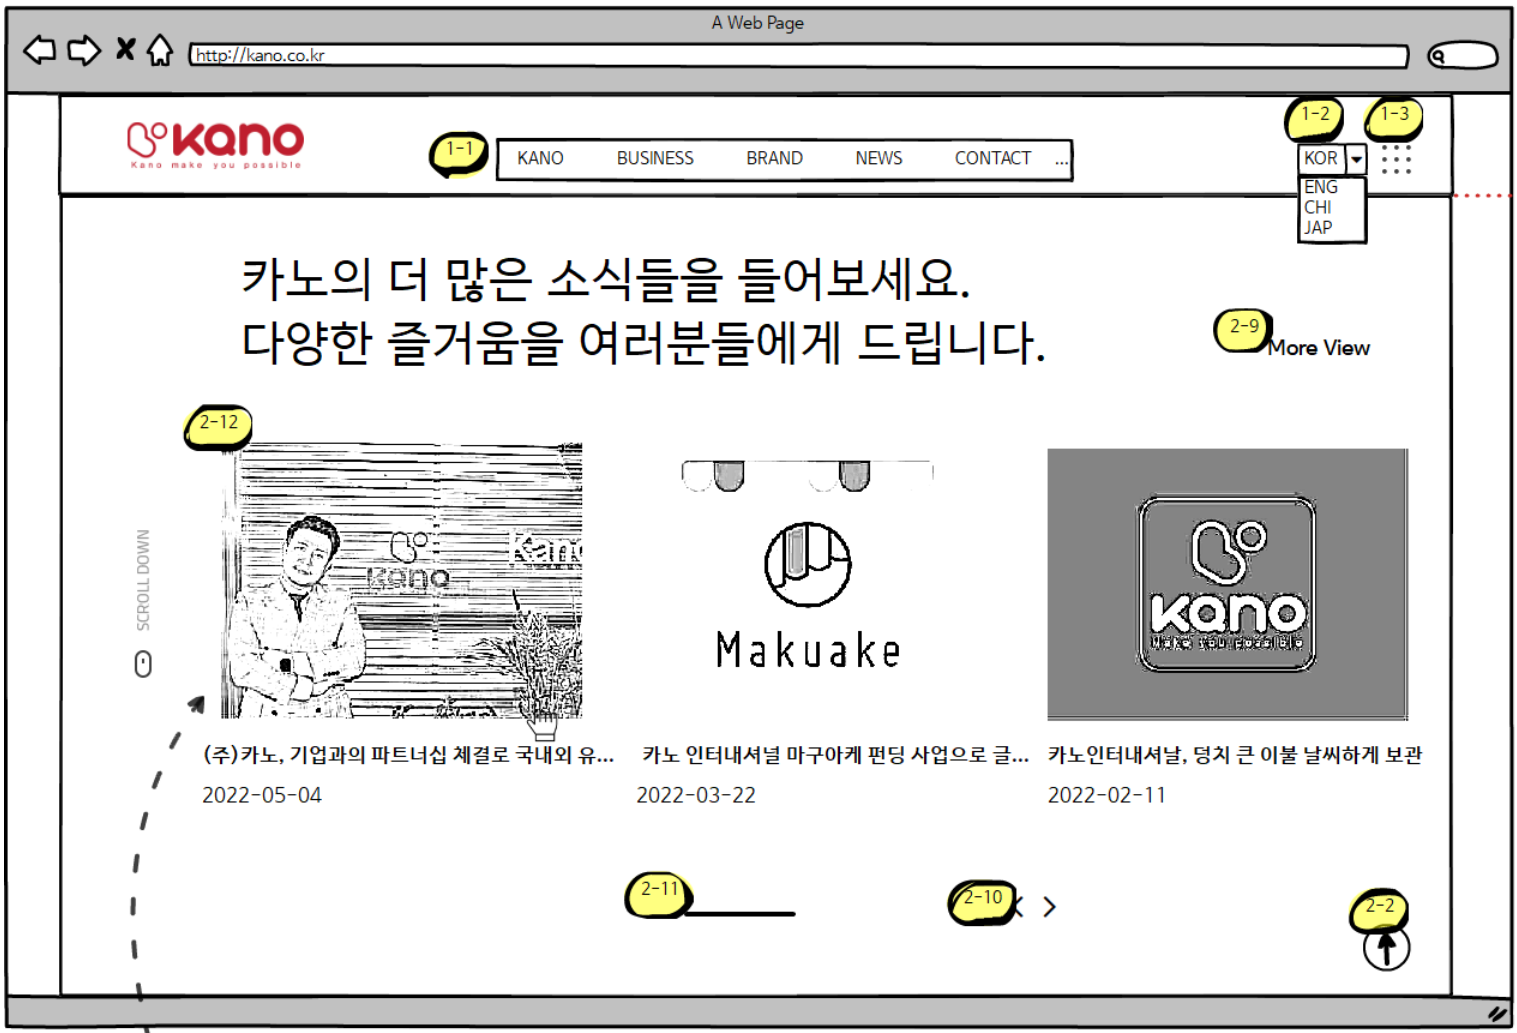 A Web Page
http://kano.co.kr
kano
Kano make you possible
1-1
KANO BUSINESS BRAND NEWS CONTACT ...
1-2
1-3
KOR
ENG
CHI
JAP
카노의 더 많은 소식들을 들어보세요.
다양한 즐거움을 여러분들에게 드립니다.
2-9
More View
2-12
SCROLL DOWN
kano
Kano
Makuake
kano
Make you possible
(주)카노, 기업과의 파트너십 체결로 국내외 유...
2022-05-04
카노 인터내셔널 마구아케 펀딩 사업으로 글...
2022-03-22
카노인터내셔날, 덩치 큰 이불 날씨하게 보관
2022-02-11
2-11
2-10
2-2